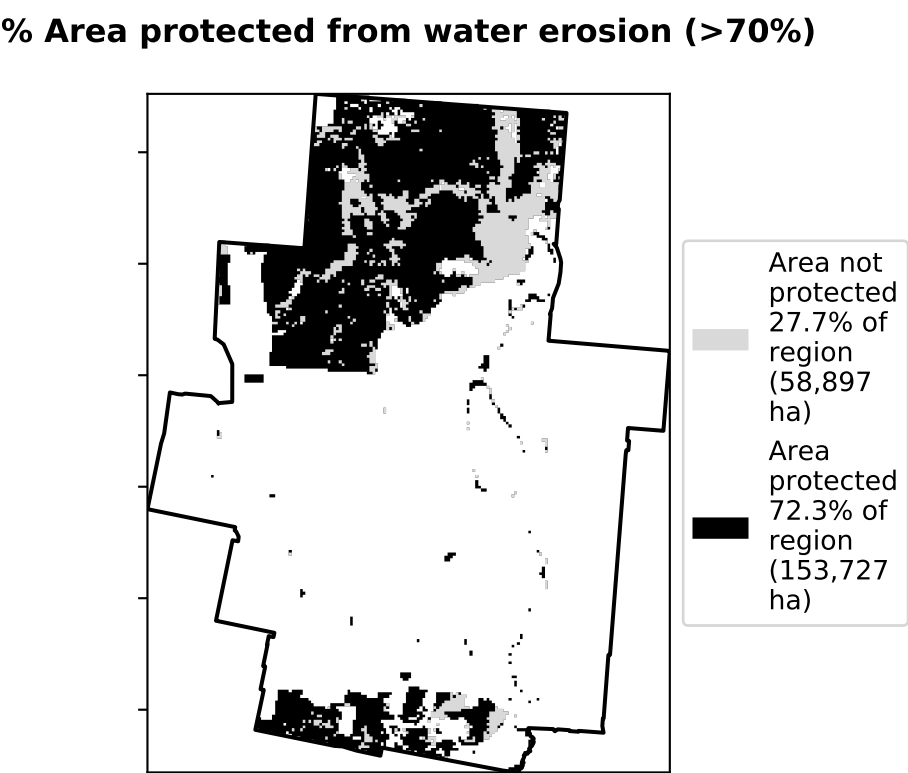 % Area protected from water erosion (>70%)
Area not
protected
27.7% of
region
(58,897
ha)
Area
protected
72.3% of
region
(153,727
ha)